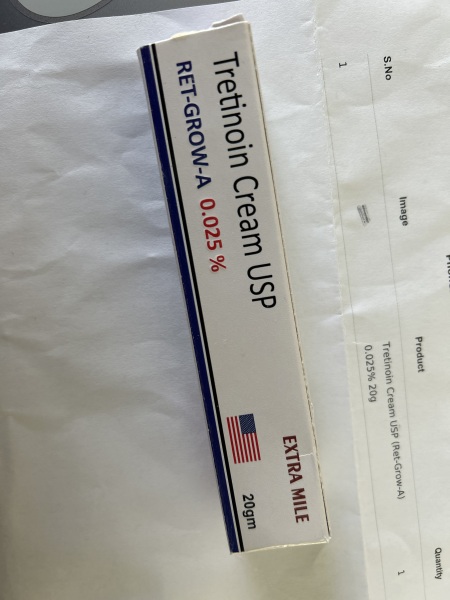 Tretinoin Cream USP
RET-GROW-A 0.025 %
EXTRA MILE
20gm
S.No
Image
Product
Quantity
1
Tretinoin Cream USP (Ret-Grow-A)
0.025% 20g
1